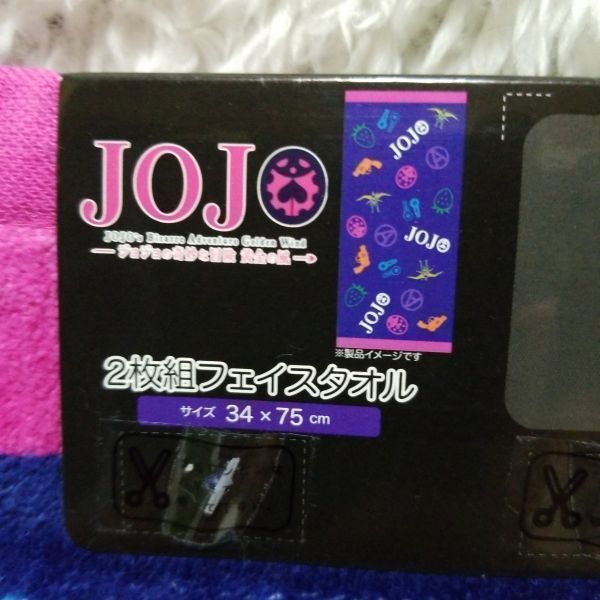 JOJO
JOJO's Bizarre Adventure Golden Wind
ジョジョの奇妙な冒険 黄金の風
JOJO
JOJO
JOJO
※製品イメージです
2枚組フェイスタオル
サイズ 34×75cm